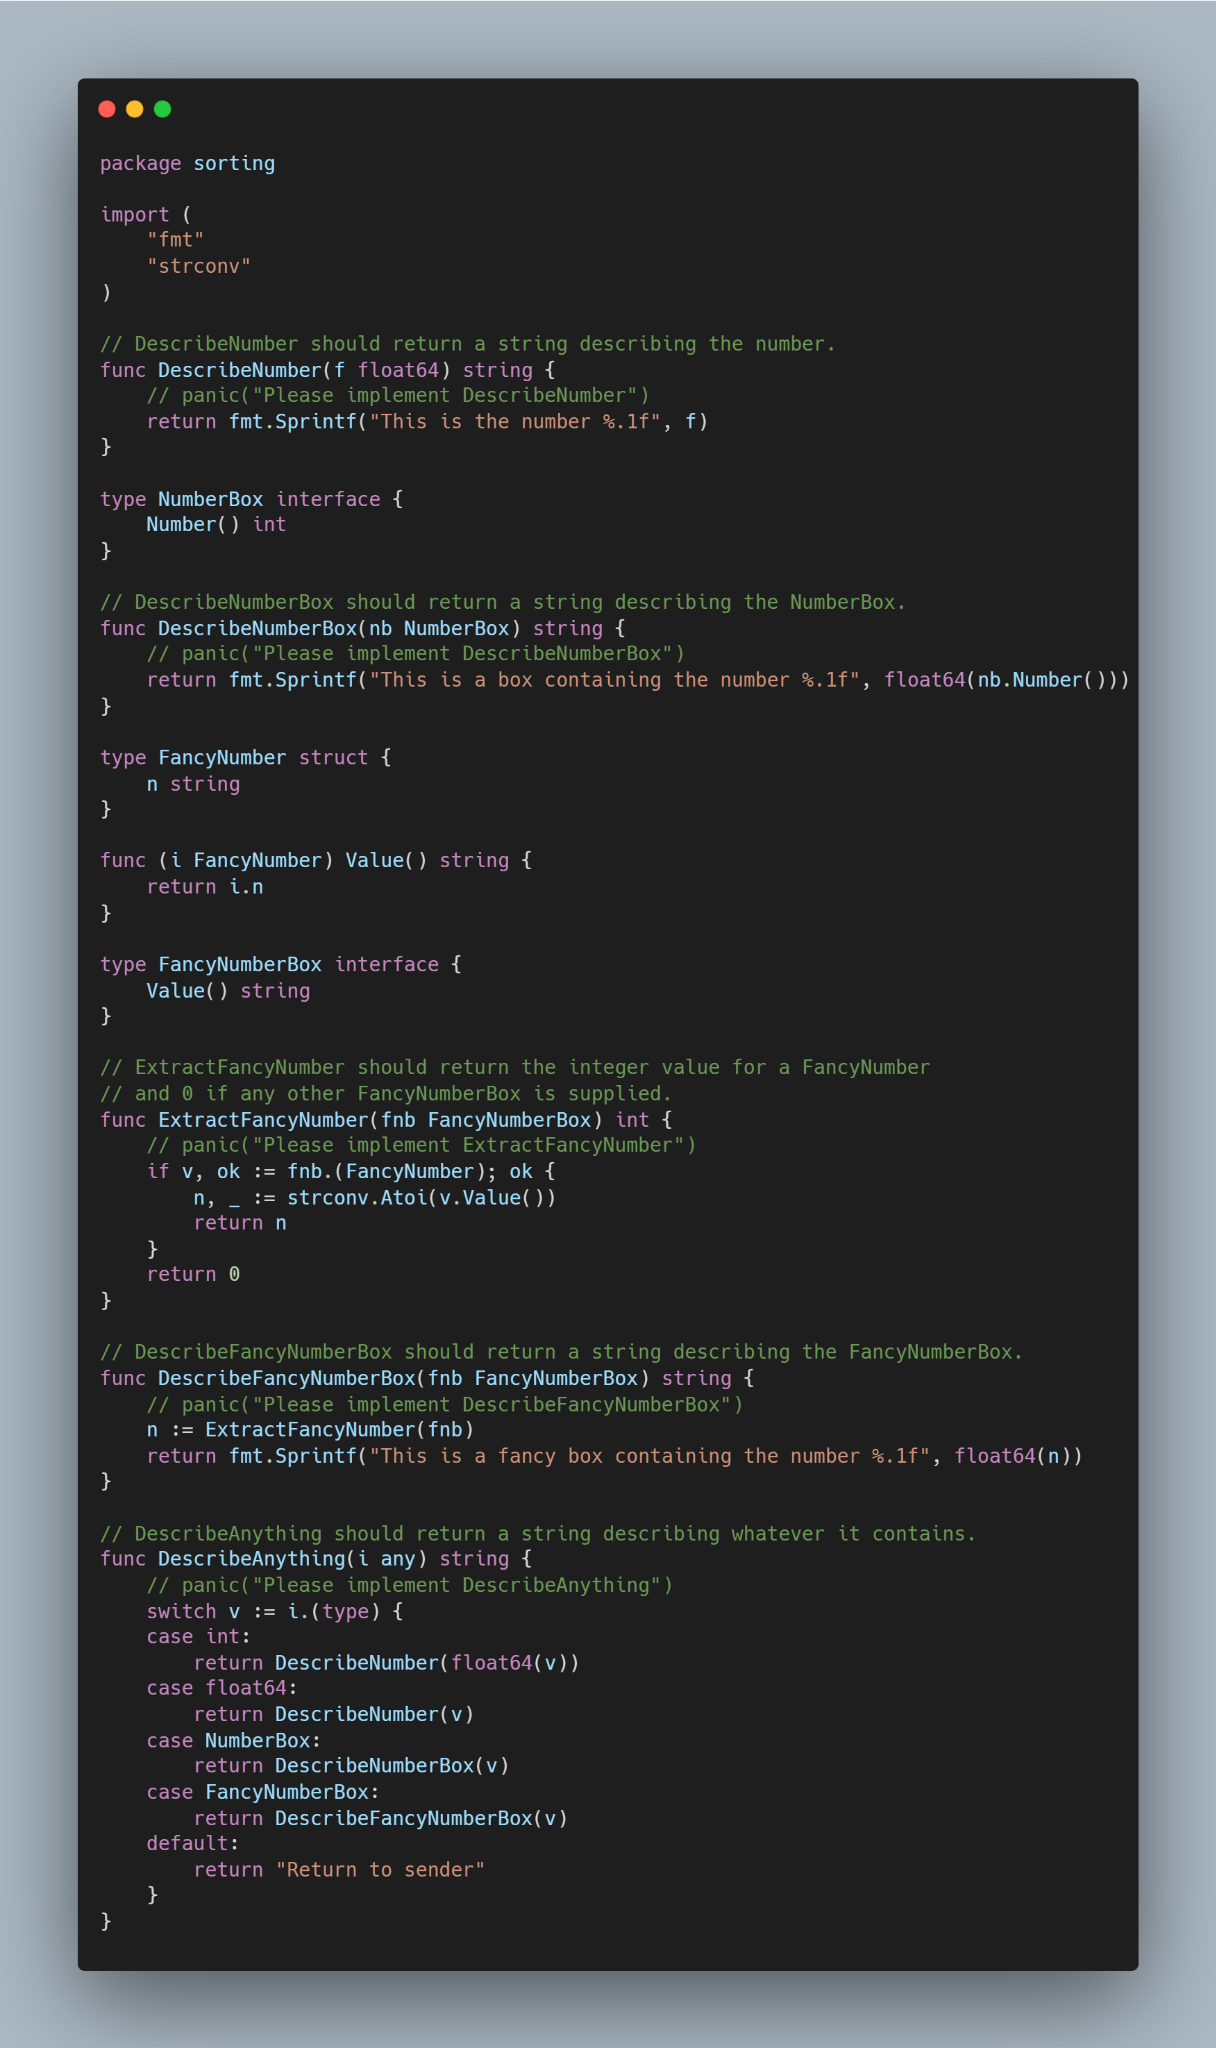 package sorting

import (
    "fmt"
    "strconv"
)

// DescribeNumber should return a string describing the number.
func DescribeNumber(f float64) string {
    // panic("Please implement DescribeNumber")
    return fmt.Sprintf("This is the number %.1f", f)
}

type NumberBox interface {
    Number() int
}

// DescribeNumberBox should return a string describing the NumberBox.
func DescribeNumberBox(nb NumberBox) string {
    // panic("Please implement DescribeNumberBox")
    return fmt.Sprintf("This is a box containing the number %.1f", float64(nb.Number()))
}

type FancyNumber struct {
    n string
}

func (i FancyNumber) Value() string {
    return i.n
}

type FancyNumberBox interface {
    Value() string
}

// ExtractFancyNumber should return the integer value for a FancyNumber
// and 0 if any other FancyNumberBox is supplied.
func ExtractFancyNumber(fnb FancyNumberBox) int {
    // panic("Please implement ExtractFancyNumber")
    if v, ok := fnb.(FancyNumber); ok {
        n, _ := strconv.Atoi(v.Value())
        return n
    }
    return 0
}

// DescribeFancyNumberBox should return a string describing the FancyNumberBox.
func DescribeFancyNumberBox(fnb FancyNumberBox) string {
    // panic("Please implement DescribeFancyNumberBox")
    n := ExtractFancyNumber(fnb)
    return fmt.Sprintf("This is a fancy box containing the number %.1f", float64(n))
}

// DescribeAnything should return a string describing whatever it contains.
func DescribeAnything(i any) string {
    // panic("Please implement DescribeAnything")
    switch v := i.(type) {
    case int:
        return DescribeNumber(float64(v))
    case float64:
        return DescribeNumber(v)
    case NumberBox:
        return DescribeNumberBox(v)
    case FancyNumberBox:
        return DescribeFancyNumberBox(v)
    default:
        return "Return to sender"
    }
}